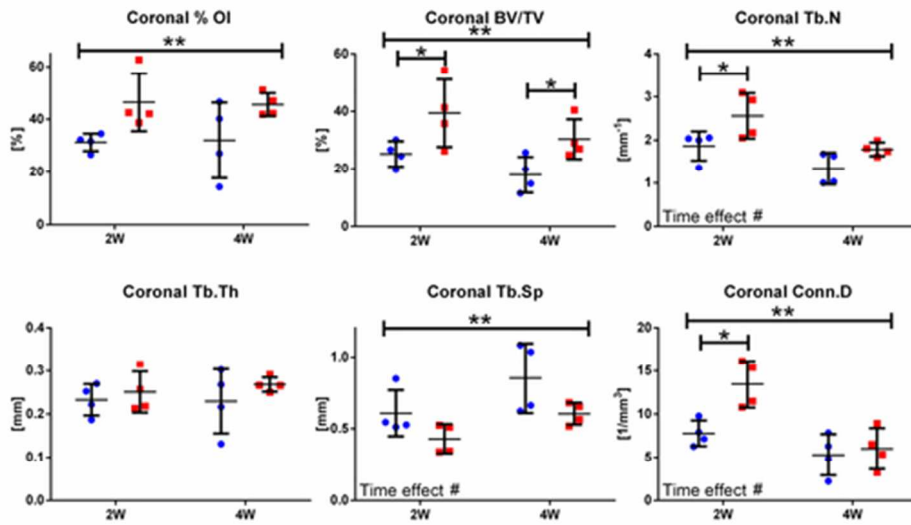 Coronal % OI
**
60
40
20
0
[%]
2W
4W
Coronal BV/TV
**
*
*
60
40
20
0
[%]
2W
4W
Coronal Tb.N
**
*
4
3
2
1
0
[mm⁻¹]
Time effect #
2W
4W
Coronal Tb.Th
0.4
0.3
0.2
0.1
0.0
[mm]
2W
4W
Coronal Tb.Sp
**
1.0
0.5
0.0
[mm]
Time effect #
2W
4W
Coronal Conn.D
**
*
20
15
10
5
0
[1/mm³]
Time effect #
2W
4W